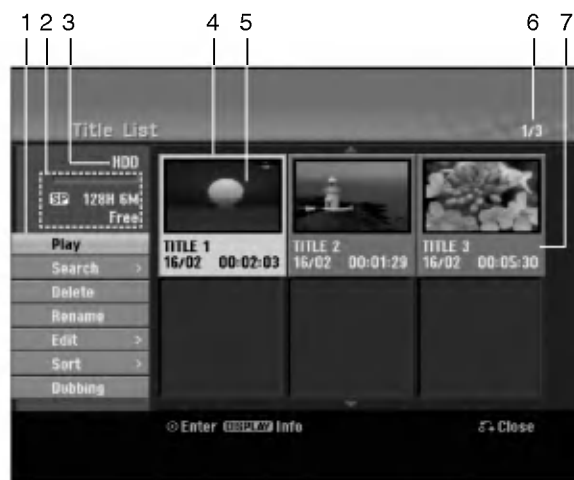 1 2 3 4 5 6 7
Title List
1/3
HDD
SP 128H 6M
Free
Play
Search >
Delete
Rename
Edit >
Sort >
Dubbing
TITLE 1
16/02 00:02:03
TITLE 2
16/02 00:01:29
TITLE 3
16/02 00:05:30
Enter DISPLAY Info
Close